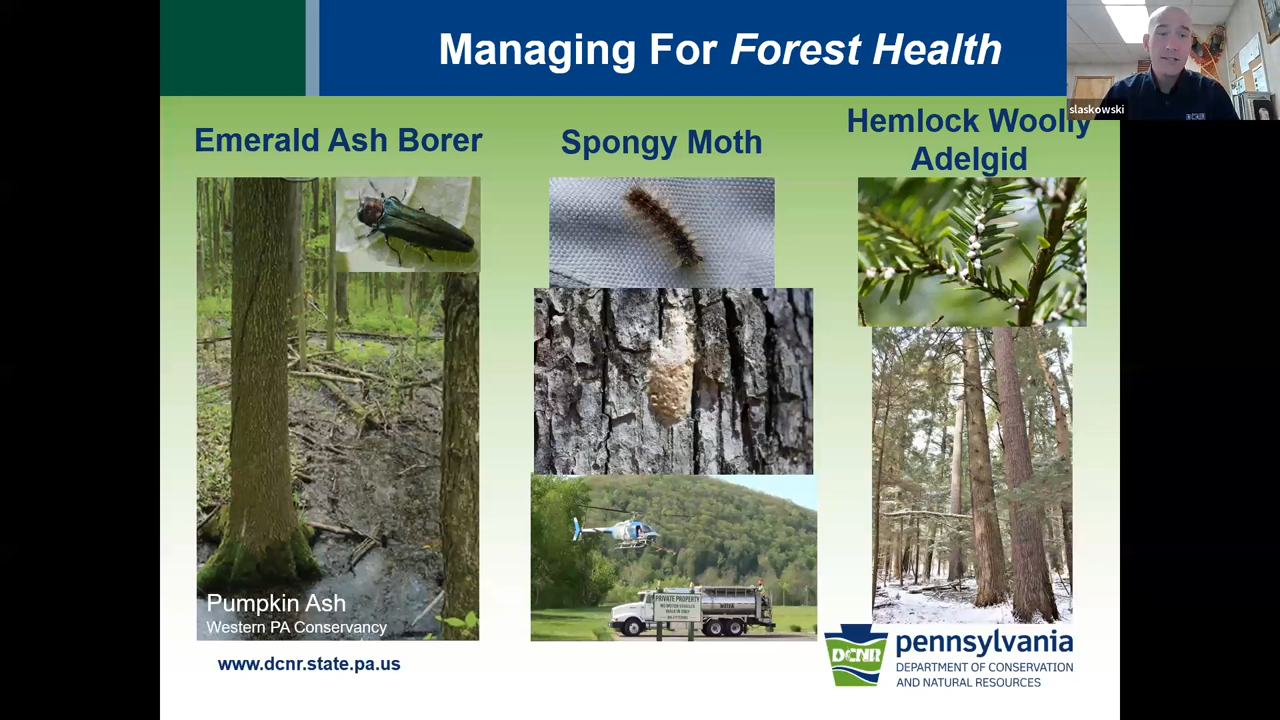 Managing For Forest Health
slaskowski
Emerald Ash Borer
Spongy Moth
Hemlock Woolly
Adelgid
Pumpkin Ash
Western PA Conservancy
PRIVATE PROPERTY
WATER
www.dcnr.state.pa.us
DCNR
pennsylvania
DEPARTMENT OF CONSERVATION
AND NATURAL RESOURCES